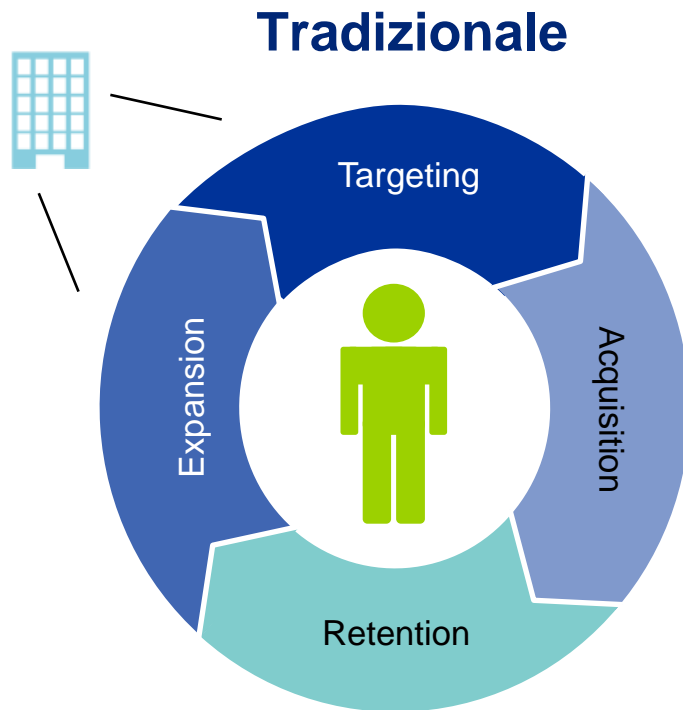 Tradizionale
Targeting
Acquisition
Retention
Expansion